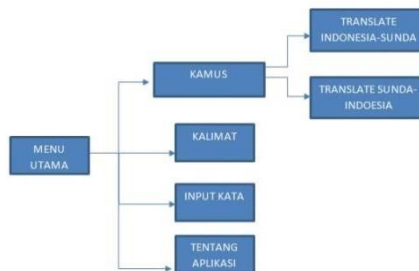 TRANSLATE
INDONESIA-SUNDA
KAMUS
TRANSLATE SUNDA-
INDOESIA
KALIMAT
MENU
UTAMA
INPUT KATA
TENTANG
APLIKASI